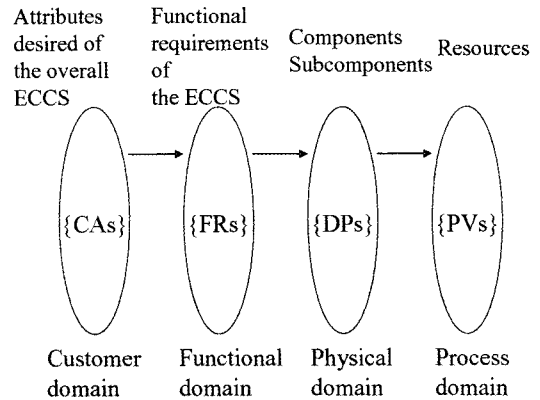 Attributes
desired of
the overall
ECCS
Functional
requirements
of
the ECCS
Components
Subcomponents
Resources
{CAs}
{FRs}
{DPs}
{PVs}
Customer
domain
Functional
domain
Physical
domain
Process
domain